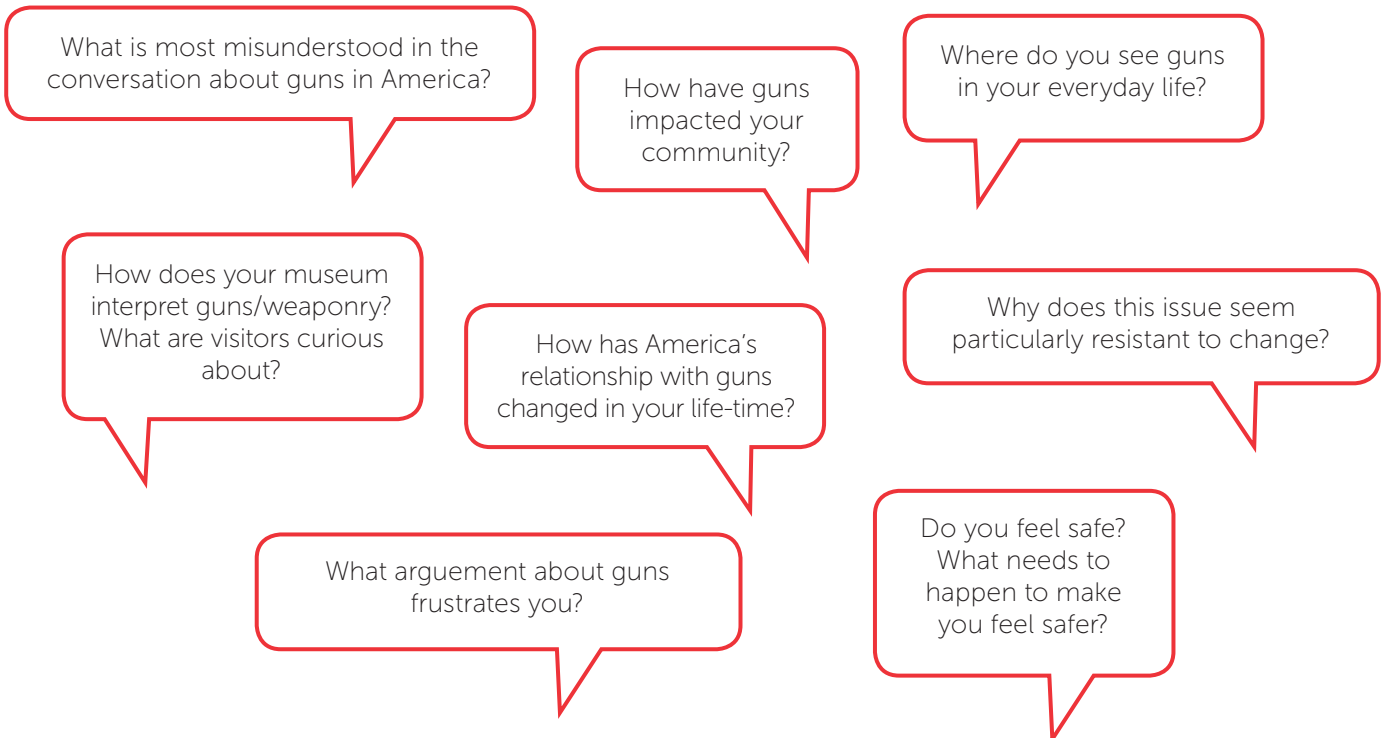 What is most misunderstood in the
conversation about guns in America?
How have guns
impacted your
community?
Where do you see guns
in your everyday life?
How does your museum
interpret guns/weaponry?
What are visitors curious
about?
How has America’s
relationship with guns
changed in your life-time?
Why does this issue seem
particularly resistant to change?
What arguement about guns
frustrates you?
Do you feel safe?
What needs to
happen to make
you feel safer?